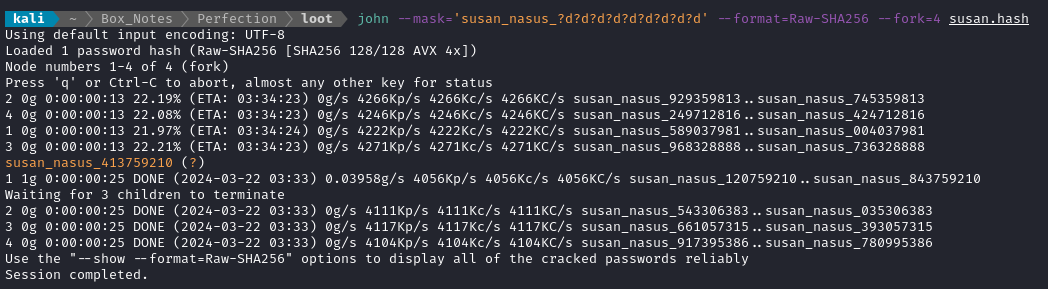 kali ~ Box_Notes Perfection loot john --mask='susan_nasus_?d?d?d?d?d?d?d?d?d' --format=Raw-SHA256 --fork=4 susan.hash
Using default input encoding: UTF-8
Loaded 1 password hash (Raw-SHA256 [SHA256 128/128 AVX 4x])
Node numbers 1-4 of 4 (fork)
Press 'q' or Ctrl-C to abort, almost any other key for status
2 0g 0:00:00:13 22.19% (ETA: 03:34:23) 0g/s 4266Kp/s 4266Kc/s 4266KC/s susan_nasus_929359813..susan_nasus_745359813
4 0g 0:00:00:13 22.08% (ETA: 03:34:23) 0g/s 4246Kp/s 4246Kc/s 4246KC/s susan_nasus_249712816..susan_nasus_424712816
1 0g 0:00:00:13 21.97% (ETA: 03:34:24) 0g/s 4222Kp/s 4222Kc/s 4222KC/s susan_nasus_589037981..susan_nasus_004037981
3 0g 0:00:00:13 22.21% (ETA: 03:34:23) 0g/s 4271Kp/s 4271Kc/s 4271KC/s susan_nasus_968328888..susan_nasus_736328888
susan_nasus_413759210 (?)
1 1g 0:00:00:25 DONE (2024-03-22 03:33) 0.03958g/s 4056Kp/s 4056Kc/s 4056KC/s susan_nasus_120759210..susan_nasus_843759210
Waiting for 3 children to terminate
2 0g 0:00:00:25 DONE (2024-03-22 03:33) 0g/s 4111Kp/s 4111Kc/s 4111KC/s susan_nasus_543306383..susan_nasus_035306383
3 0g 0:00:00:25 DONE (2024-03-22 03:33) 0g/s 4117Kp/s 4117Kc/s 4117KC/s susan_nasus_661057315..susan_nasus_393057315
4 0g 0:00:00:25 DONE (2024-03-22 03:33) 0g/s 4104Kp/s 4104Kc/s 4104KC/s susan_nasus_917395386..susan_nasus_780995386
Use the "--show --format=Raw-SHA256" options to display all of the cracked passwords reliably
Session completed.